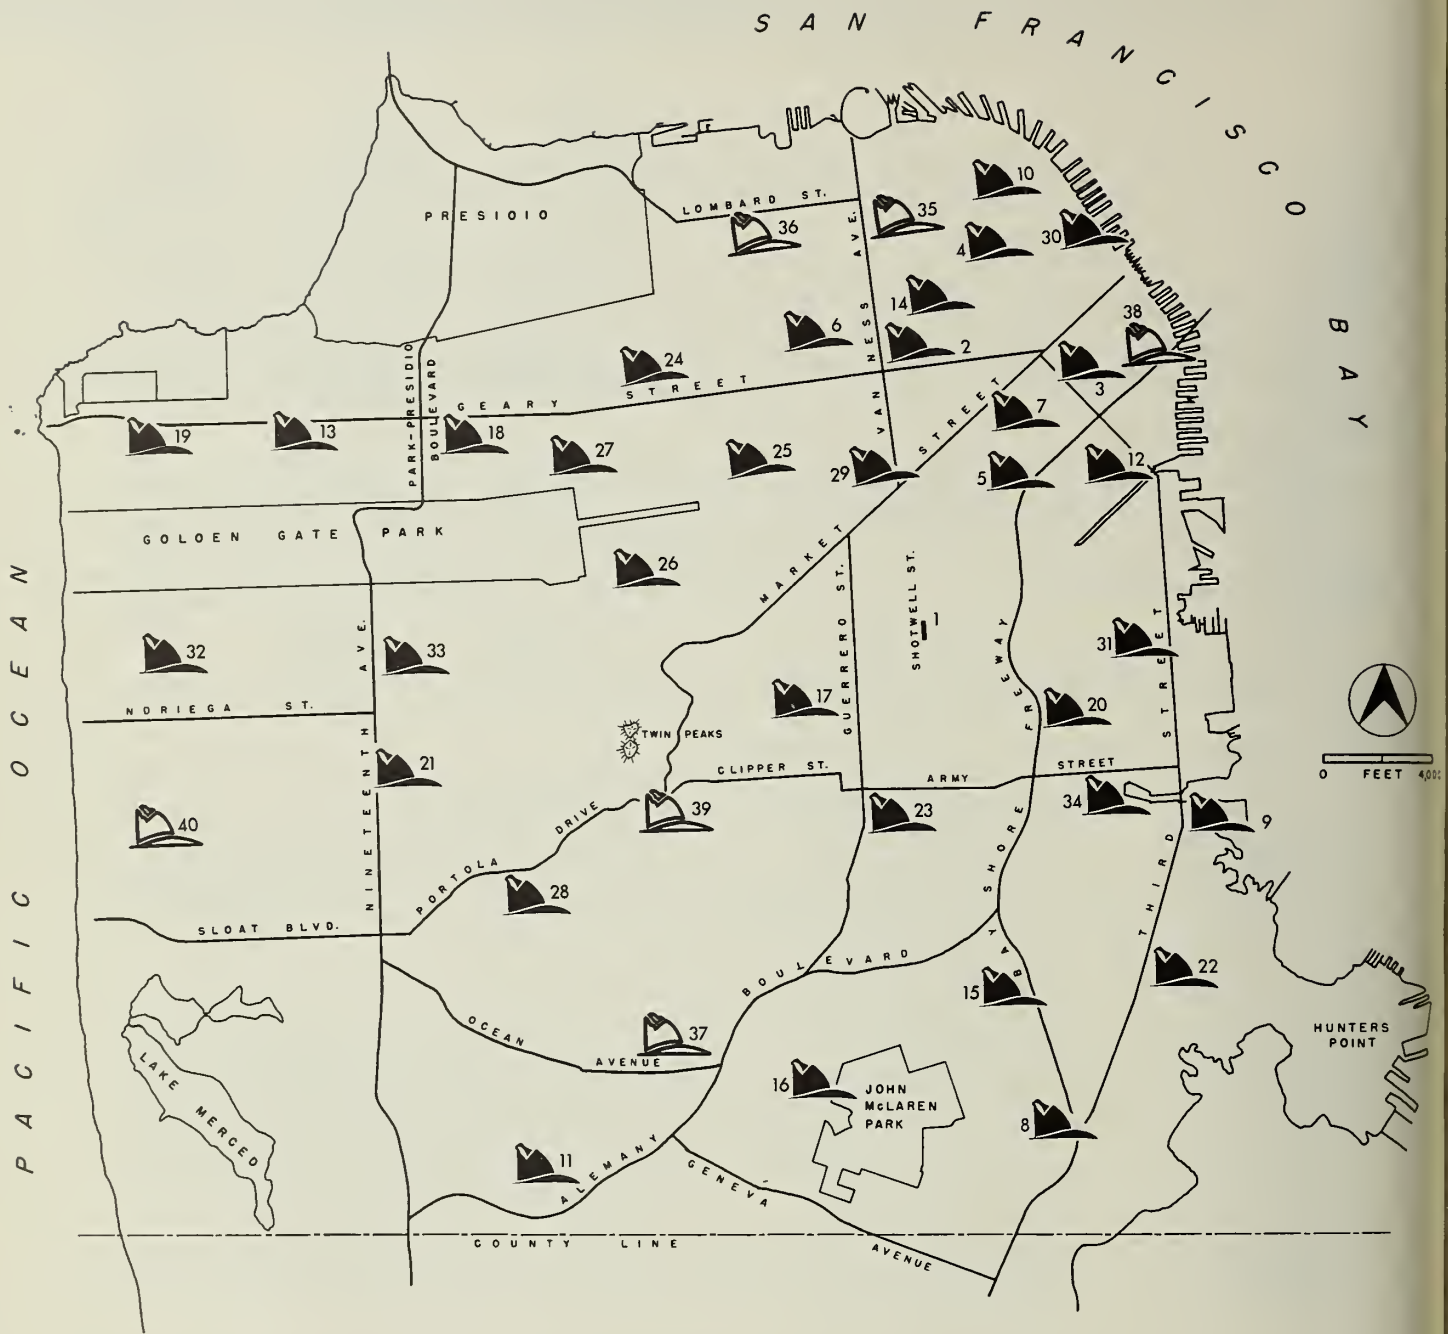 SAN FRANCISCO BAY
PACIFIC OCEAN
PRESIDIO
LOMBARD ST.
36
35
10
4
30
14
6
2
38
3
VAN NESS AVE.
PARK-PRESIDIO
BOULEVARD
24
GEARY STREET
7
19
13
18
27
25
29
5
12
GOLDEN GATE PARK
26
MARKET STREET
GUERRERO ST.
SHOTWELL ST.
1
32
33
31
NINETEENTH AVE.
NORIEGA ST.
17
20
BAYSHORE FREEWAY
THIRD STREET
TWIN PEAKS
21
CLIPPER ST.
ARMY STREET
0 FEET 4,00
40
39
23
34
9
PORTOLA DRIVE
28
SLOAT BLVD.
ALEMANY BOULEVARD
15
22
OCEAN AVENUE
37
HUNTERS
POINT
LAKE MERCED
16
JOHN
McLAREN
PARK
8
11
GENEVA AVENUE
COUNTY LINE